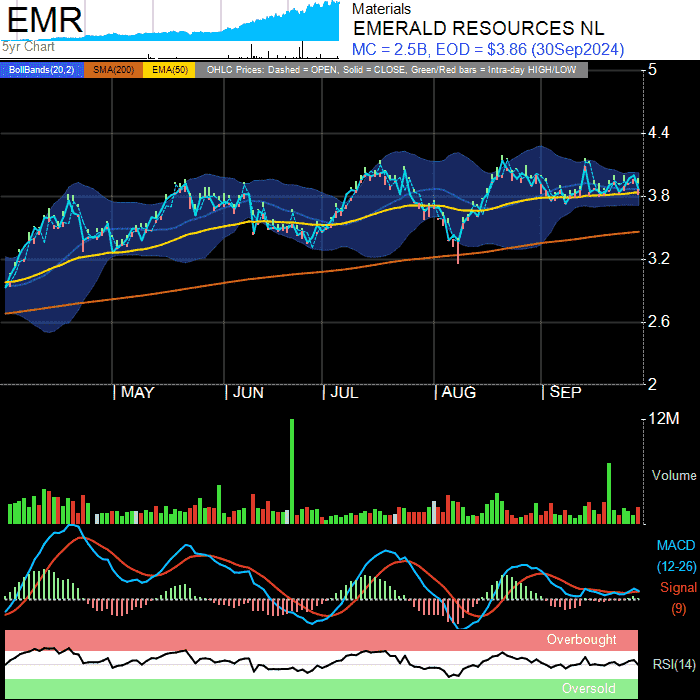 EMR
5yr Chart
Materials
EMERALD RESOURCES NL
MC = 2.5B, EOD = $3.86 (30Sep2024)
BollBands(20,2) SMA(200) EMA(50) OHLC Prices: Dashed = OPEN, Solid = CLOSE, Green/Red bars = Intra-day HIGH/LOW
5
4.4
3.8
3.2
2.6
2
MAY JUN JUL AUG SEP
12M
Volume
MACD
(12-26)
Signal
(9)
Overbought
RSI(14)
Oversold